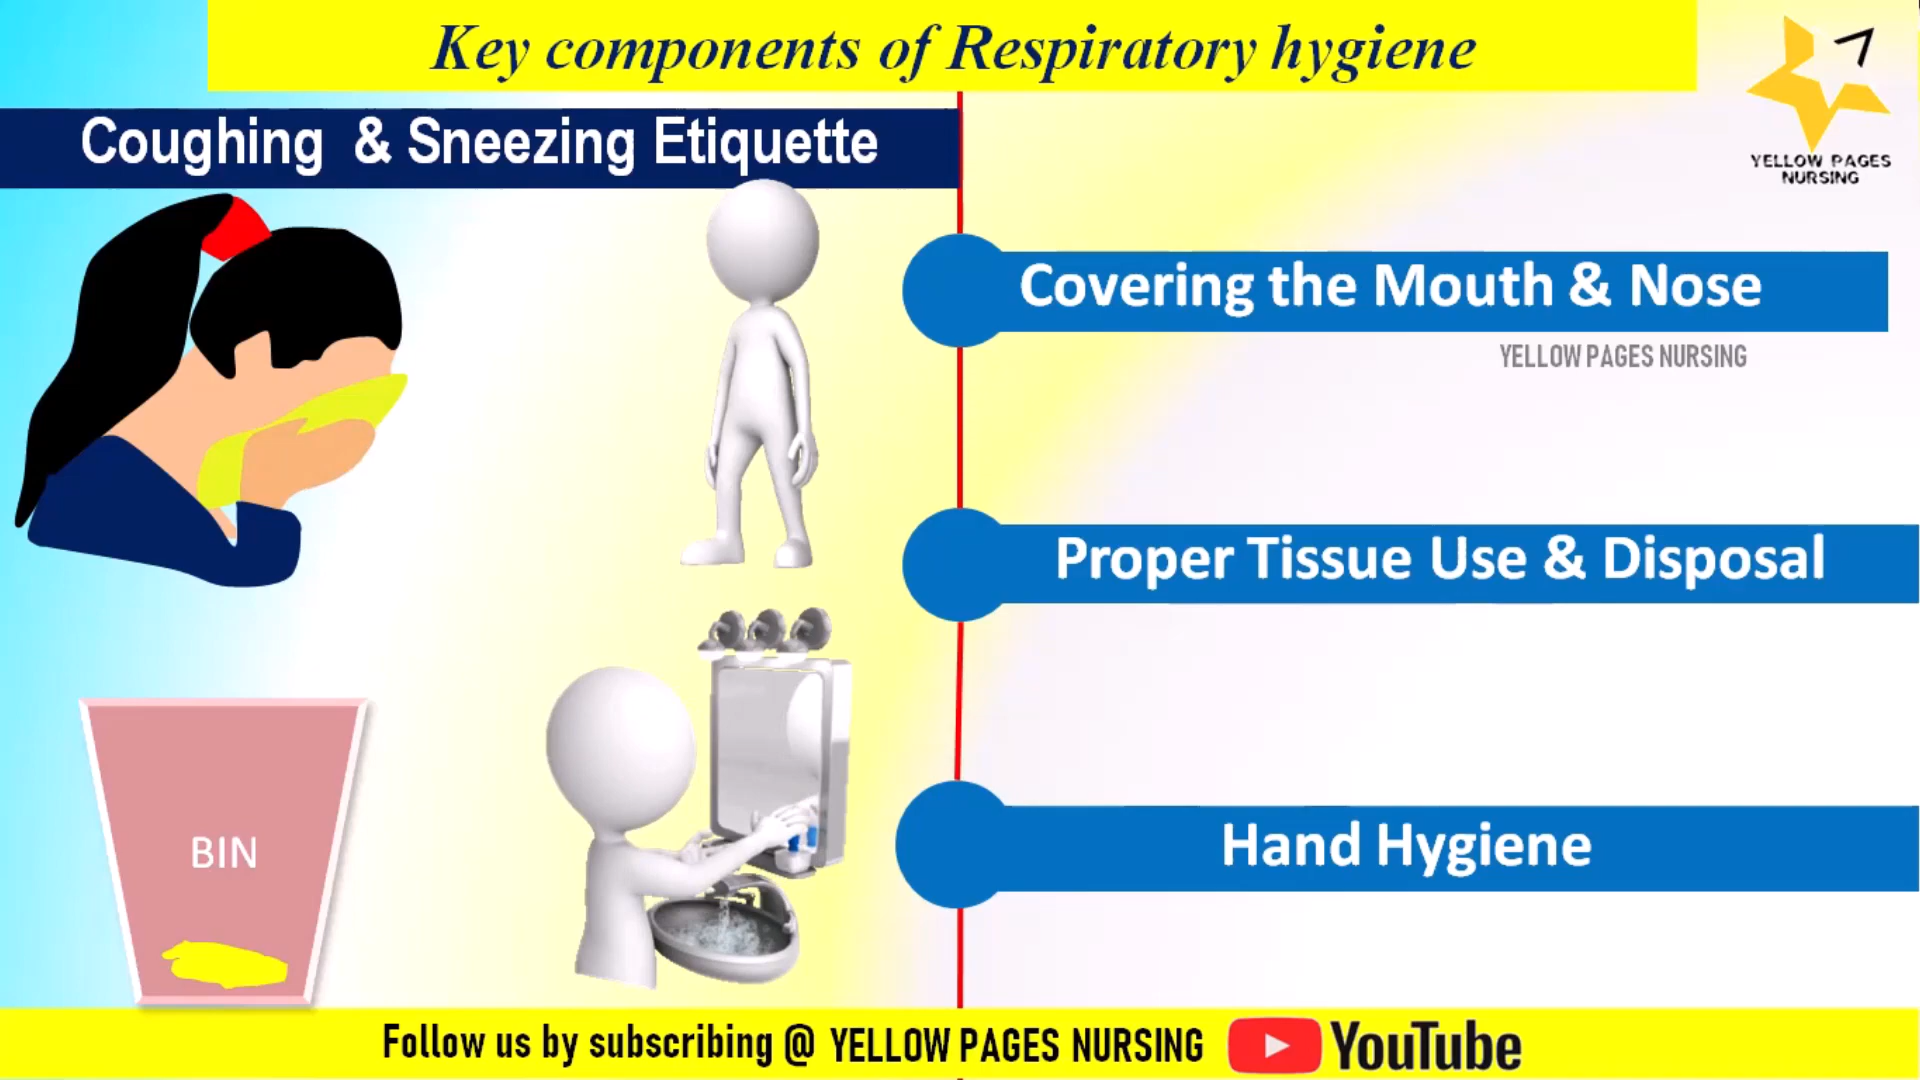 Key components of Respiratory hygiene
YELLOW PAGES
NURSING
Coughing & Sneezing Etiquette
Covering the Mouth & Nose
YELLOW PAGES NURSING
Proper Tissue Use & Disposal
BIN
Hand Hygiene
Follow us by subscribing @ YELLOW PAGES NURSING YouTube